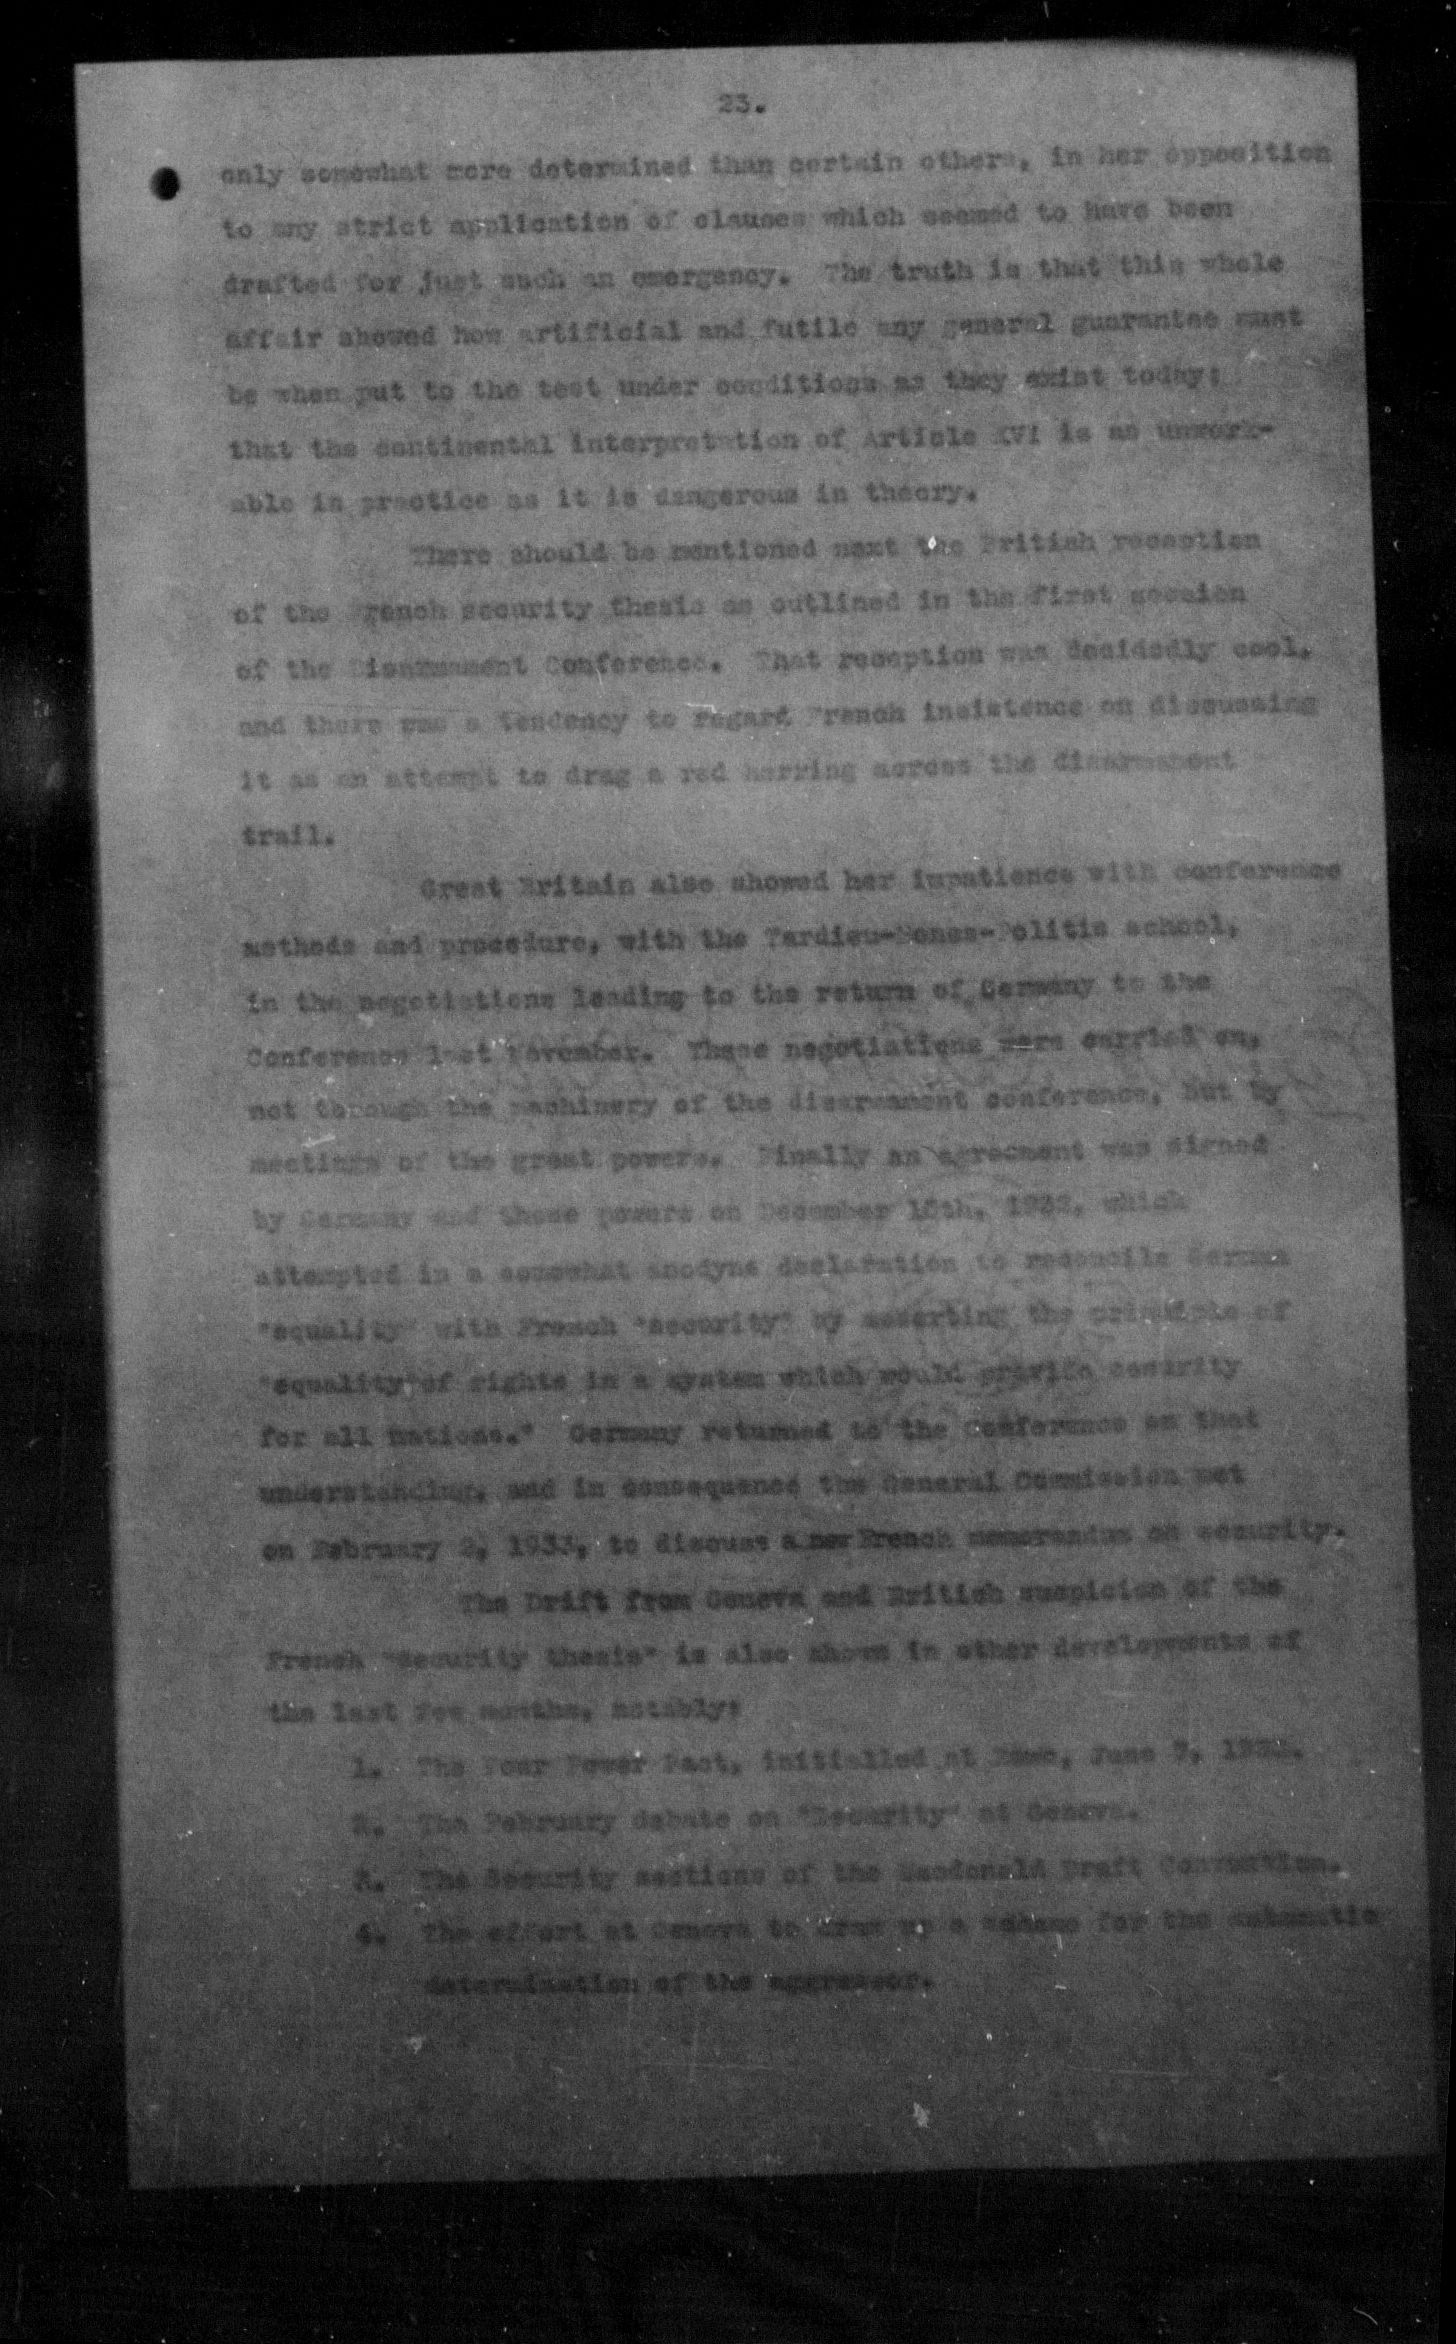 23.
only somewhat more determined than certain others, in her opposition
to any strict application of clauses which seemed to have been
drafted for just such an emergency. The truth is that this whole
affair showed how artificial and futile any general guarantee must
be when put to the test under conditions as they exist today;
that the continental interpretation of Article XVI is as unwork-
able in practice as it is dangerous in theory.
There should be mentioned next the British reception
of the French security thesis as outlined in the first session
of the Disarmament Conference. That reception was decidedly cool,
and there was a tendency to regard French insistence on discussing
it as an attempt to drag a red herring across the disarmament
trail.
Great Britain also showed her impatience with conference
methods and procedure, with the Tardieu-Benes-Politis school,
in the negotiations leading to the return of Germany to the
Conference last November. These negotiations were carried on,
not through the machinery of the disarmament conference, but by
meetings of the great powers. Finally an agreement was signed
by Germany and these powers on December 1932, which
attempted in a somewhat anodyne declaration to reconcile German
"equality" with French "security" by asserting the principle of
"equality of rights in a system which would provide security
for all nations." Germany returned to the Conference on that
understanding, and in consequence the General Commission met
on February 2, 1933, to discuss a new French memorandum on security.
The Drift from Geneva and British suspicion of the
French "Security thesis" is also shown in other developments of
the last few months, notably:
1. The Four Power Pact, initialled at Rome, June 7,
2. The February debate on "Security" at Geneva.
3. The Security sections of the Macdonald Draft Convention.
4. The effort at Geneva to draw up a scheme for the automatic
determination of the aggressor.